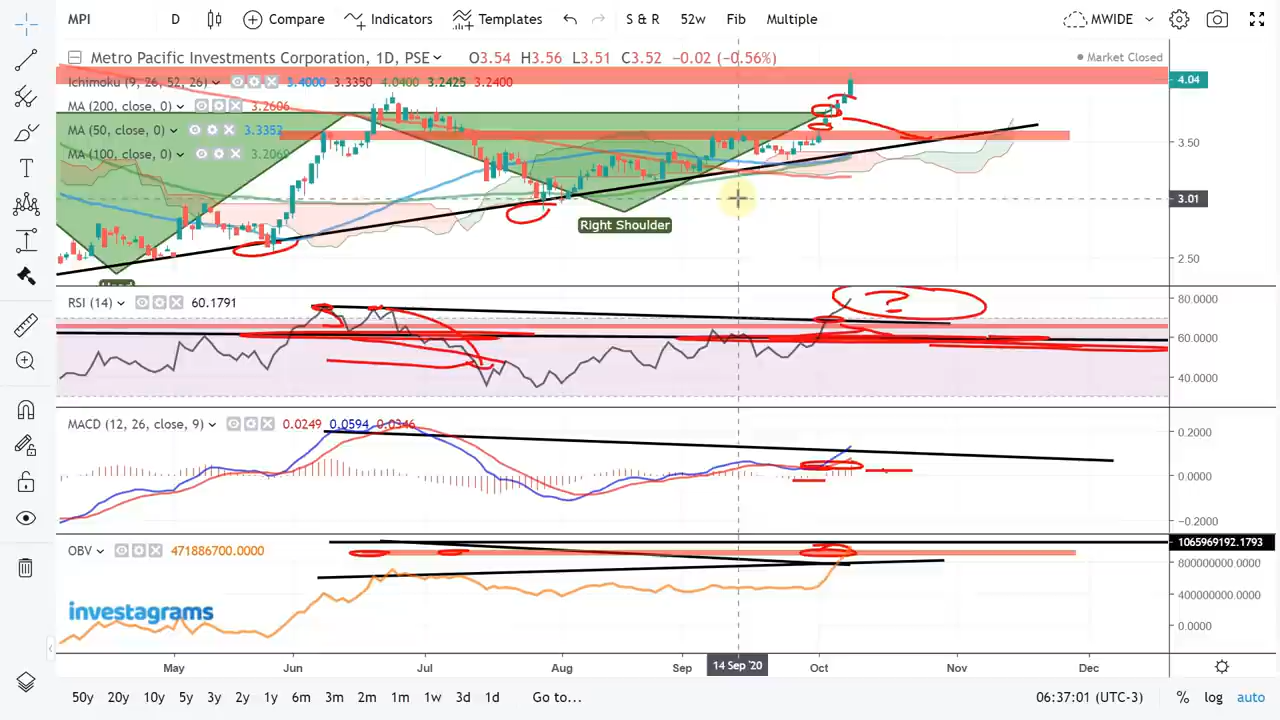 MPI D Compare Indicators Templates S & R 52w Fib Multiple MWIDE
Metro Pacific Investments Corporation, 1D, PSE O3.54 H3.56 L3.51 C3.52 −0.02 (−0.56%) Market Closed
Ichimoku (9, 26, 52, 26) 3.4000 3.3350 4.0400 3.2425 3.2400
4.04
MA (200, close, 0) 3.2606
MA (50, close, 0) 3.3352
3.50
MA (100, close, 0) 3.2069
3.01
Right Shoulder
2.50
RSI (14) 60.1791
?
80.0000
60.0000
40.0000
MACD (12, 26, close, 9) 0.0249 0.0594 0.0346
0.2000
0.0000
−0.2000
OBV 471886700.0000
1065969192.1793
800000000.0000
400000000.0000
0.0000
investagrams
May Jun Jul Aug Sep 14 Sep '20 Oct Nov Dec
50y 20y 10y 5y 3y 2y 1y 6m 3m 2m 1m 1w 3d 1d Go to... 06:37:01 (UTC-3) % log auto